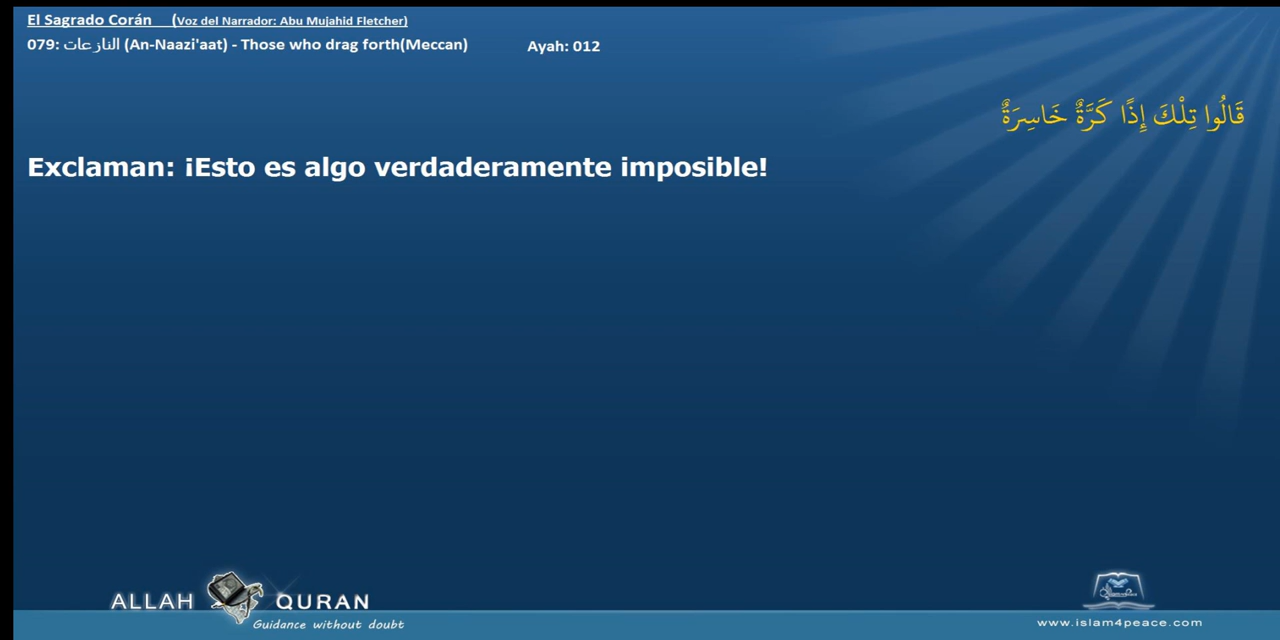 El Sagrado Corán (Voz del Narrador: Abu Mujahid Fletcher)
079: النازعات (An-Naazi'aat) - Those who drag forth(Meccan) Ayah: 012
قَالُوا تِلْكَ إِذًا كَرَّةٌ خَاسِرَةٌ
Exclaman: ¡Esto es algo verdaderamente imposible!
ALLAH QURAN
Guidance without doubt
www.islam4peace.com